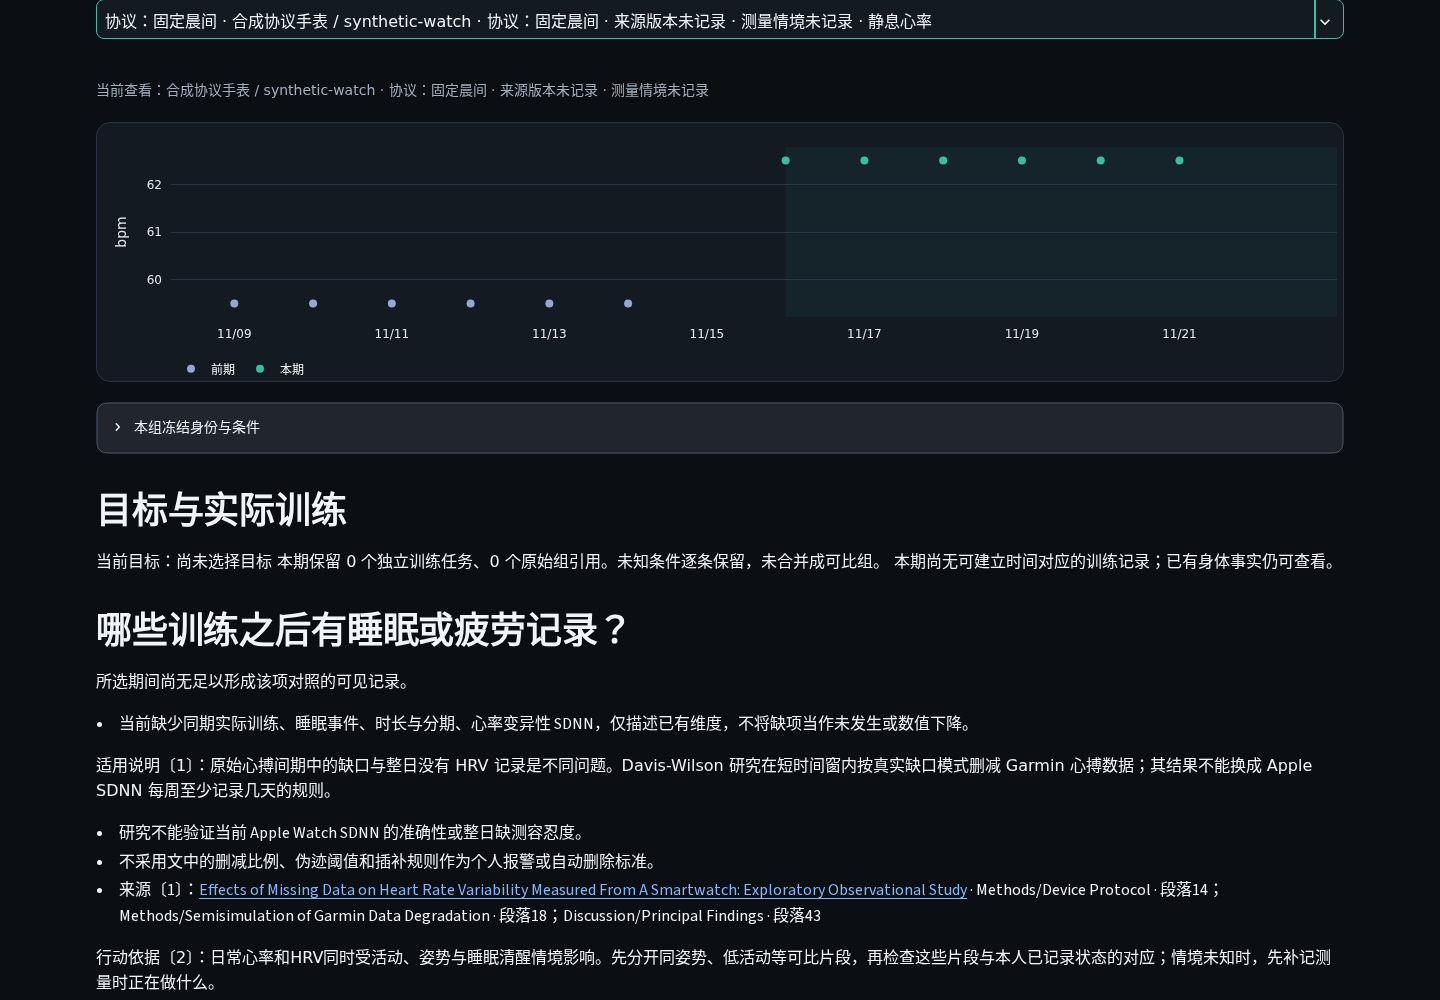 协议：固定晨间 · 合成协议手表 / synthetic-watch · 协议：固定晨间 · 来源版本未记录 · 测量情境未记录 · 静息心率
当前查看：合成协议手表 / synthetic-watch · 协议：固定晨间 · 来源版本未记录 · 测量情境未记录
62
61
60
bpm
11/09 11/11 11/13 11/15 11/17 11/19 11/21
前期 本期
本组冻结身份与条件
目标与实际训练
当前目标：尚未选择目标 本期保留 0 个独立训练任务、0 个原始组引用。未知条件逐条保留，未合并成可比组。 本期尚无可建立时间对应的训练记录；已有身体事实仍可查看。
哪些训练之后有睡眠或疲劳记录？
所选期间尚无足以形成该项对照的可见记录。
• 当前缺少同期实际训练、睡眠事件、时长与分期、心率变异性 SDNN，仅描述已有维度，不将缺项当作未发生或数值下降。
适用说明〔1〕：原始心搏间期中的缺口与整日没有 HRV 记录是不同问题。Davis-Wilson 研究在短时间窗内按真实缺口模式删减 Garmin 心搏数据；其结果不能换成 Apple
SDNN 每周至少记录几天的规则。
• 研究不能验证当前 Apple Watch SDNN 的准确性或整日缺测容忍度。
• 不采用文中的删减比例、伪迹阈值和插补规则作为个人报警或自动删除标准。
• 来源〔1〕：Effects of Missing Data on Heart Rate Variability Measured From A Smartwatch: Exploratory Observational Study · Methods/Device Protocol · 段落14；
Methods/Semisimulation of Garmin Data Degradation · 段落18；Discussion/Principal Findings · 段落43
行动依据〔2〕：日常心率和HRV同时受活动、姿势与睡眠清醒情境影响。先分开同姿势、低活动等可比片段，再检查这些片段与本人已记录状态的对应；情境未知时，先补记测
量时正在做什么。